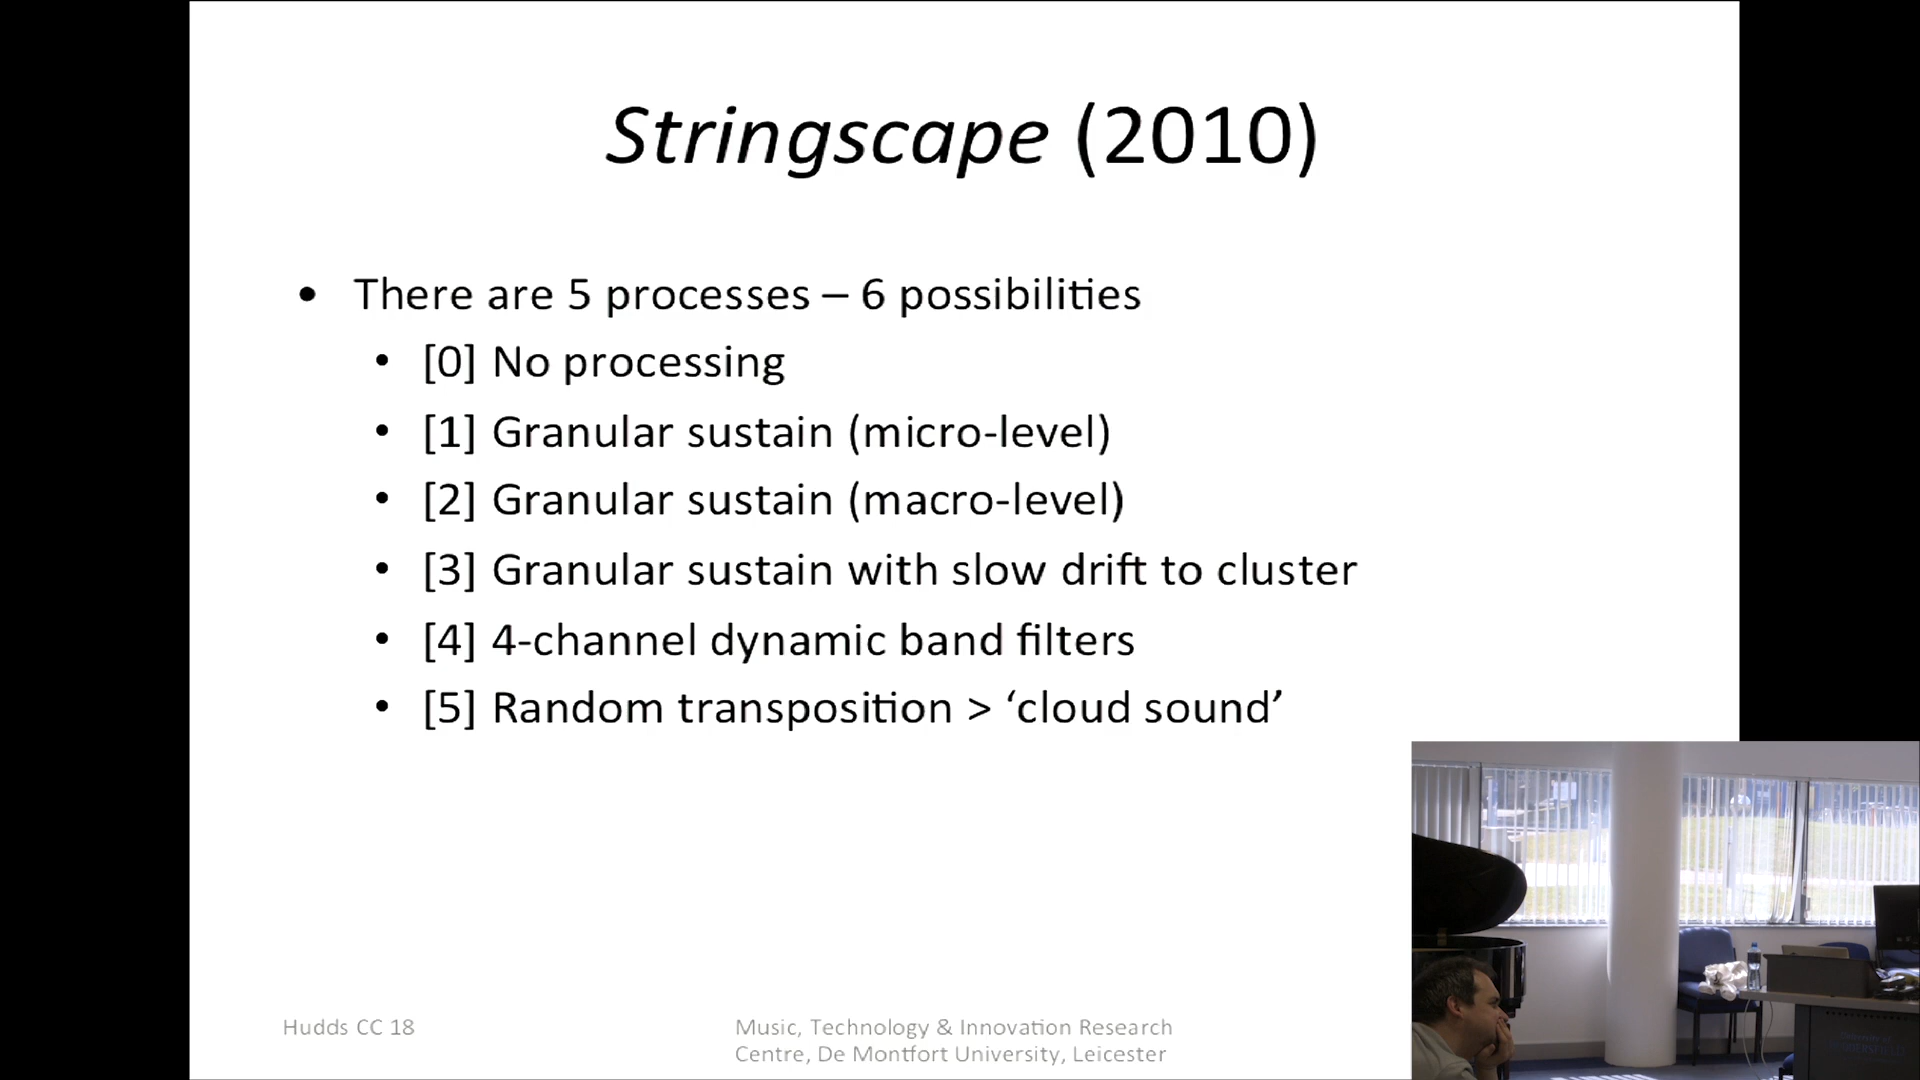 Stringscape (2010)
• There are 5 processes – 6 possibilities
• [0] No processing
• [1] Granular sustain (micro-level)
• [2] Granular sustain (macro-level)
• [3] Granular sustain with slow drift to cluster
• [4] 4-channel dynamic band filters
• [5] Random transposition > ‘cloud sound’
Hudds CC 18
Music, Technology & Innovation Research
Centre, De Montfort University, Leicester